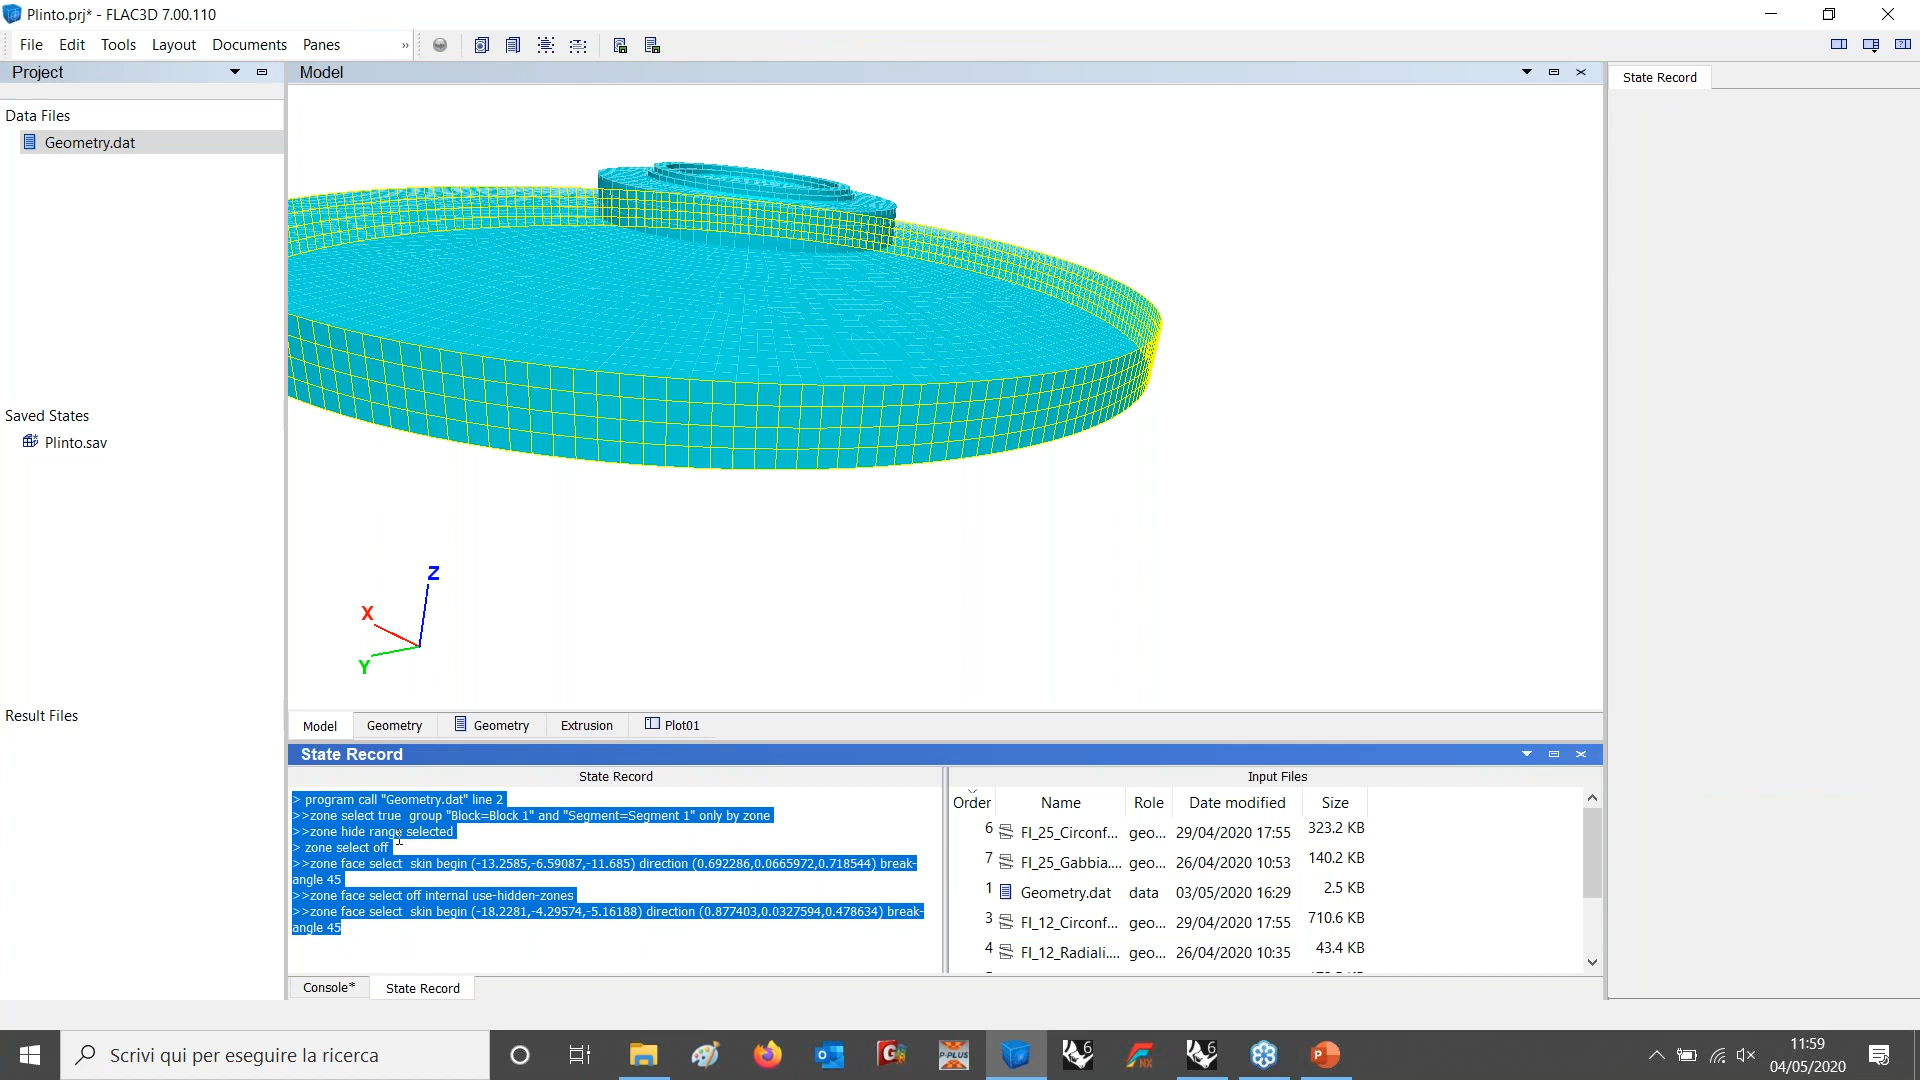 Plinto.prj* - FLAC3D 7.00.110
File Edit Tools Layout Documents Panes »
Project
Model
State Record
Data Files
Geometry.dat
Saved States
Plinto.sav
Result Files
Z
X
Y
Model Geometry Geometry Extrusion Plot01
State Record
State Record
> program call "Geometry.dat" line 2
>>zone select true group "Block=Block 1" and "Segment=Segment 1" only by zone
>>zone hide range selected
> zone select off
>>zone face select skin begin (-13.2585,-6.59087,-11.685) direction (0.692286,0.0665972,0.718544) break-
angle 45
>>zone face select off internal use-hidden-zones
>>zone face select skin begin (-18.2281,-4.29574,-5.16188) direction (0.877403,0.0327594,0.478634) break-
angle 45
Input Files
Order Name Role Date modified Size
6 FI_25_Circonf... geo... 29/04/2020 17:55 323.2 KB
7 FI_25_Gabbia.... geo... 26/04/2020 10:53 140.2 KB
1 Geometry.dat data 03/05/2020 16:29 2.5 KB
3 FI_12_Circonf... geo... 29/04/2020 17:55 710.6 KB
4 FI_12_Radiali.... geo... 26/04/2020 10:35 43.4 KB
Console* State Record
Scrivi qui per eseguire la ricerca
P-PLUS
6
NX
6
P
11:59
04/05/2020